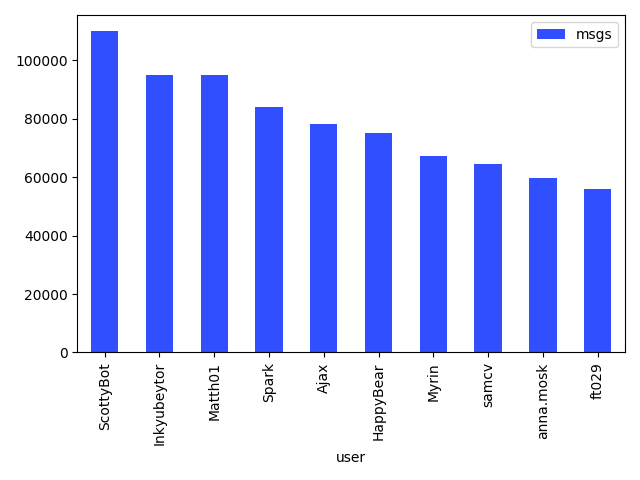 msgs
100000
80000
60000
40000
20000
0
ScottyBot
Inkyubeytor
Matth01
Spark
Ajax
HappyBear
Myrin
samcv
anna.mosk
ft029
user